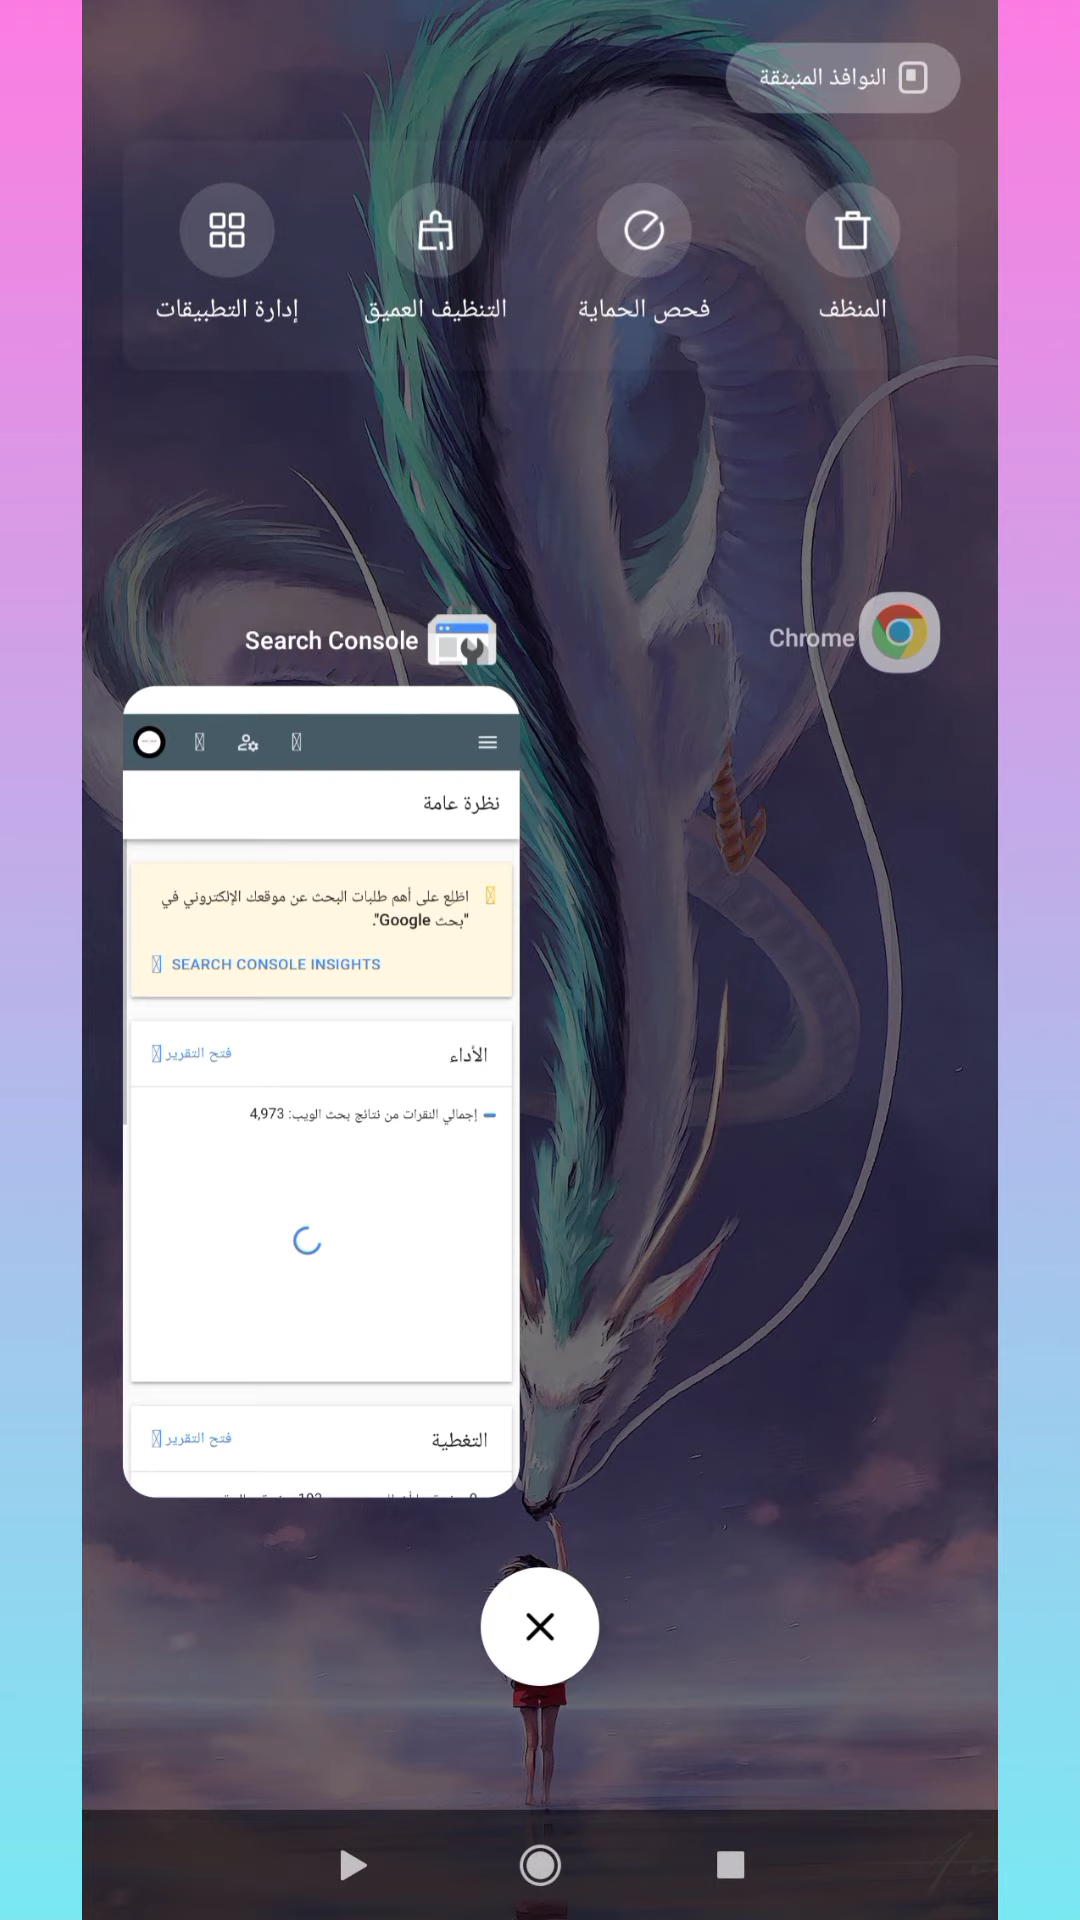 النوافذ المنبثقة
المنظف
فحص الحماية
التنظيف العميق
إدارة التطبيقات
Chrome
Search Console
نظرة عامة
اطّلع على أهم طلبات البحث عن موقعك الإلكتروني في
"بحث Google".
SEARCH CONSOLE INSIGHTS
الأداء
فتح التقرير
إجمالي النقرات من نتائج بحث الويب: 4,973
التغطية
فتح التقرير